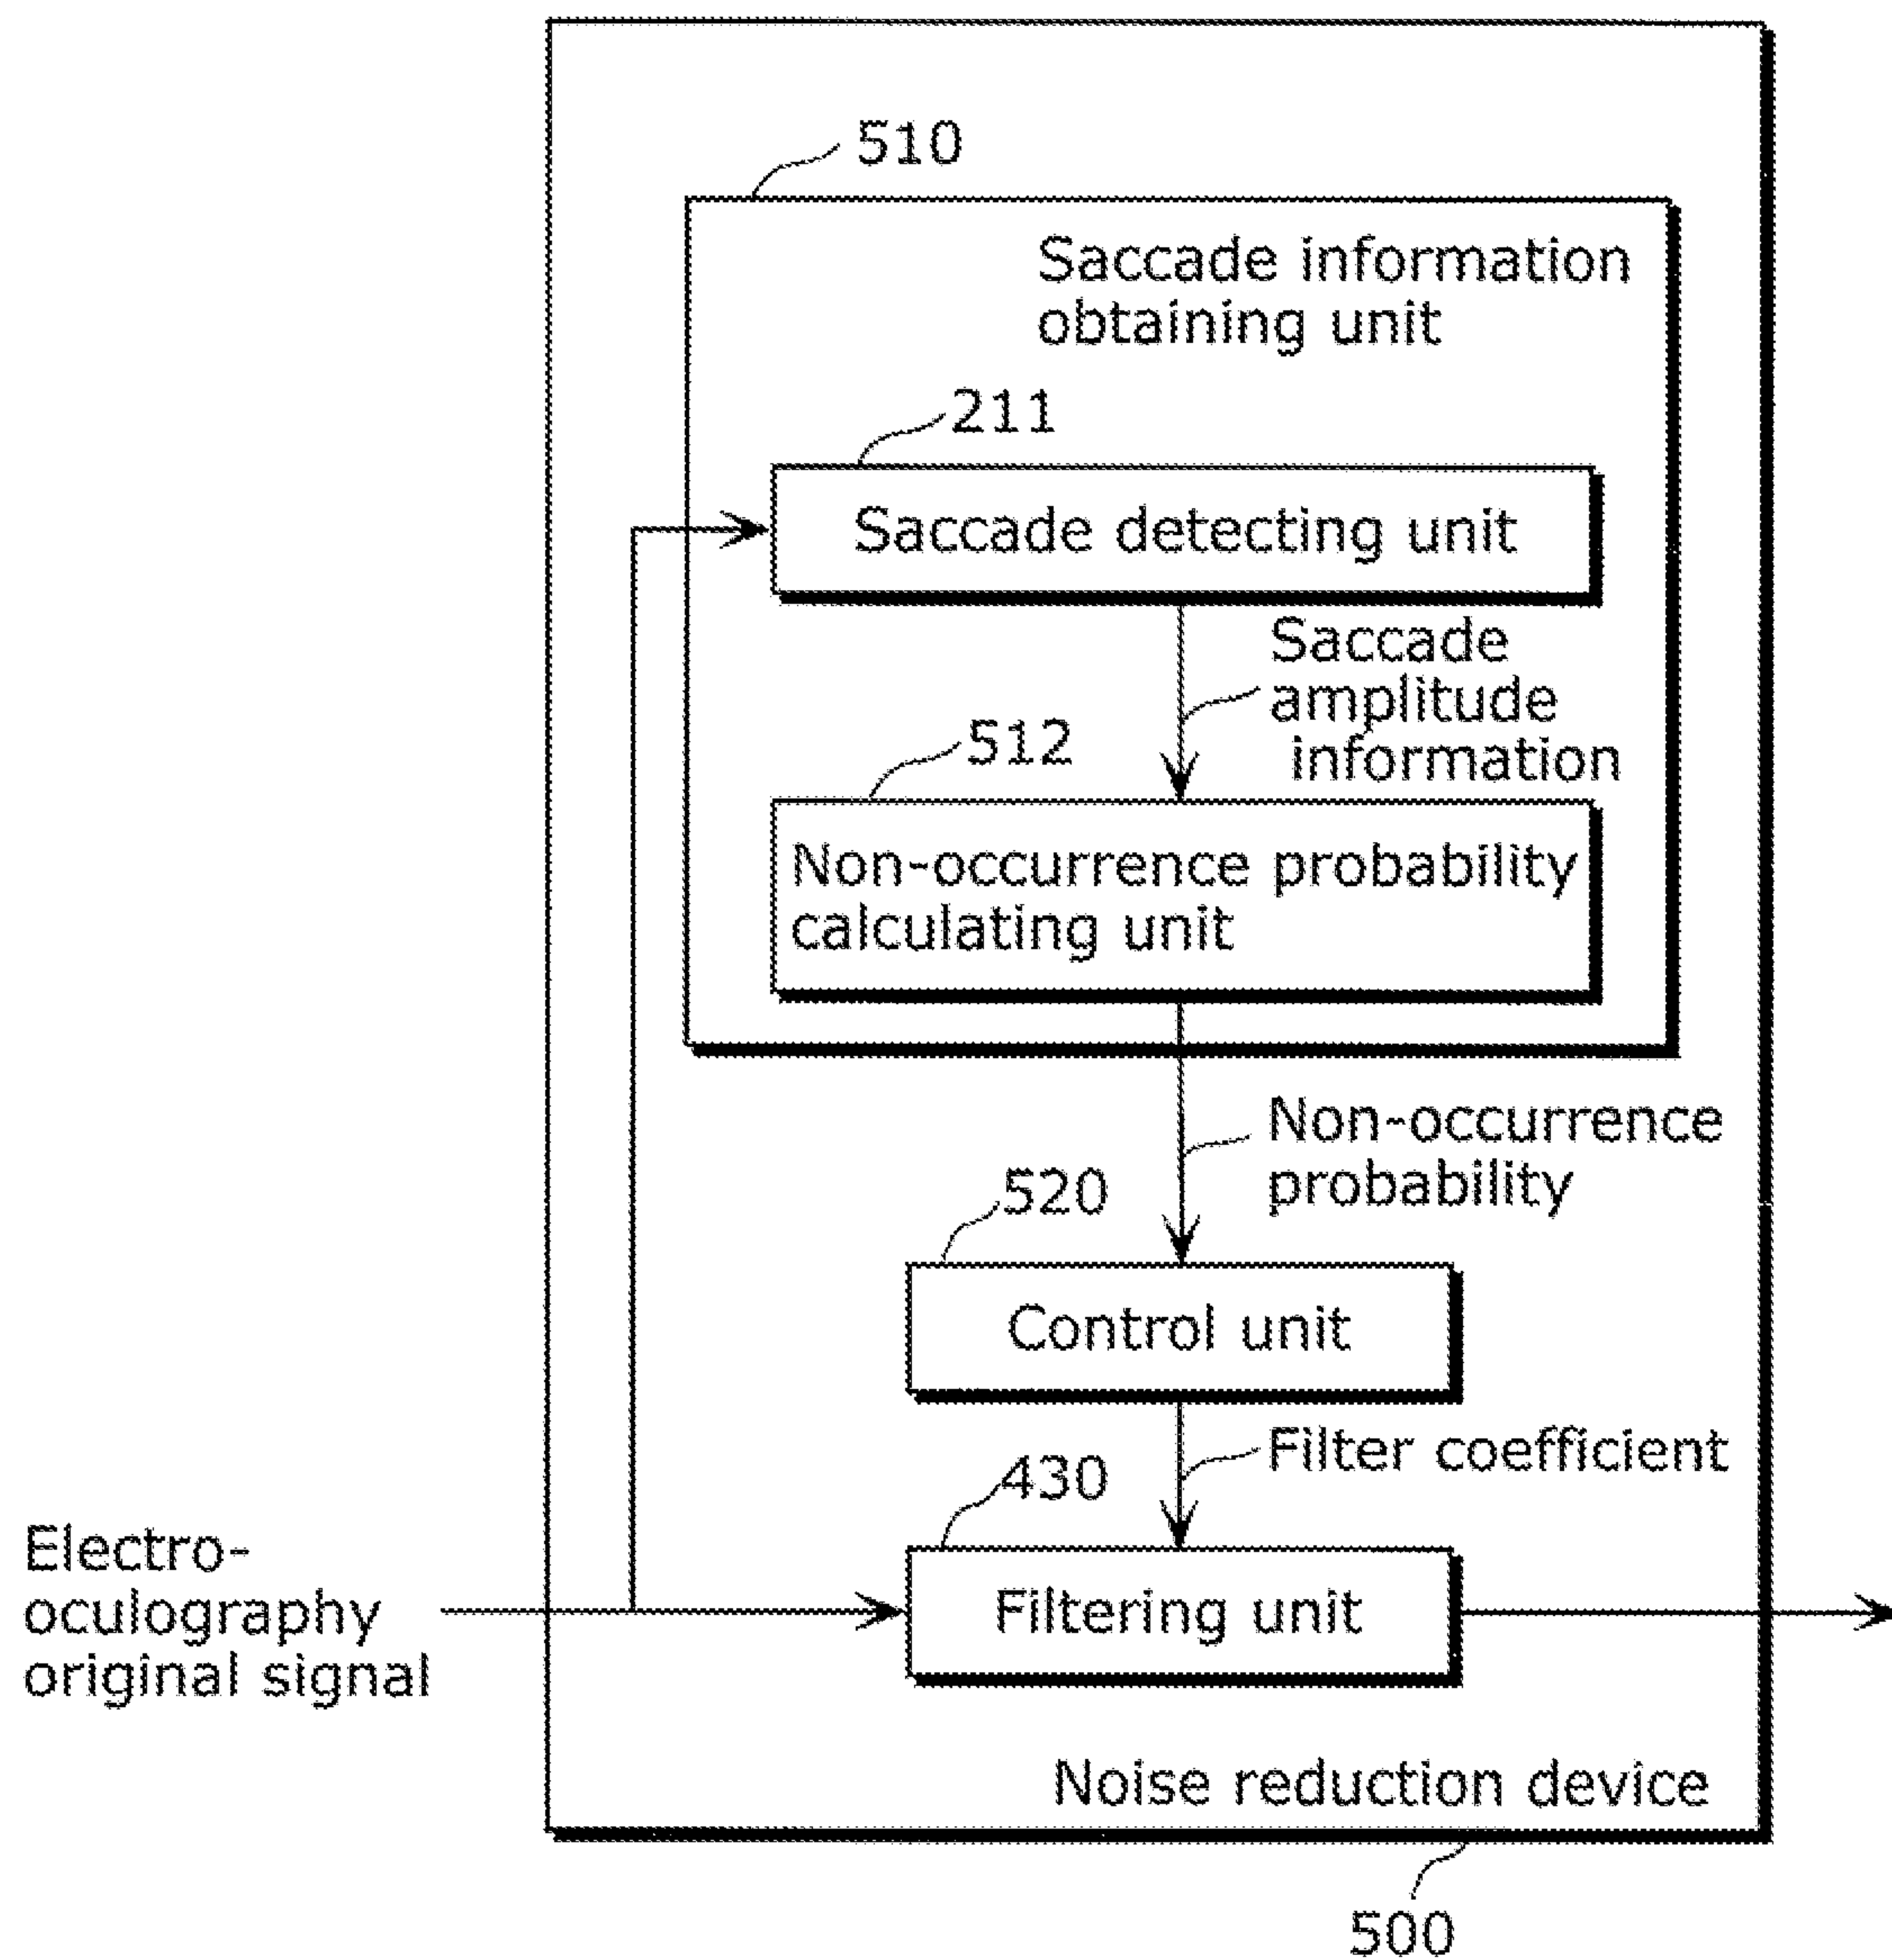 510
Saccade information
obtaining unit
211
Saccade detecting unit
Saccade
amplitude
information
512
Non-occurrence probability
calculating unit
Non-occurrence
probability
520
Control unit
Filter coefficient
430
Electro-
oculography
original signal
Filtering unit
Noise reduction device
500